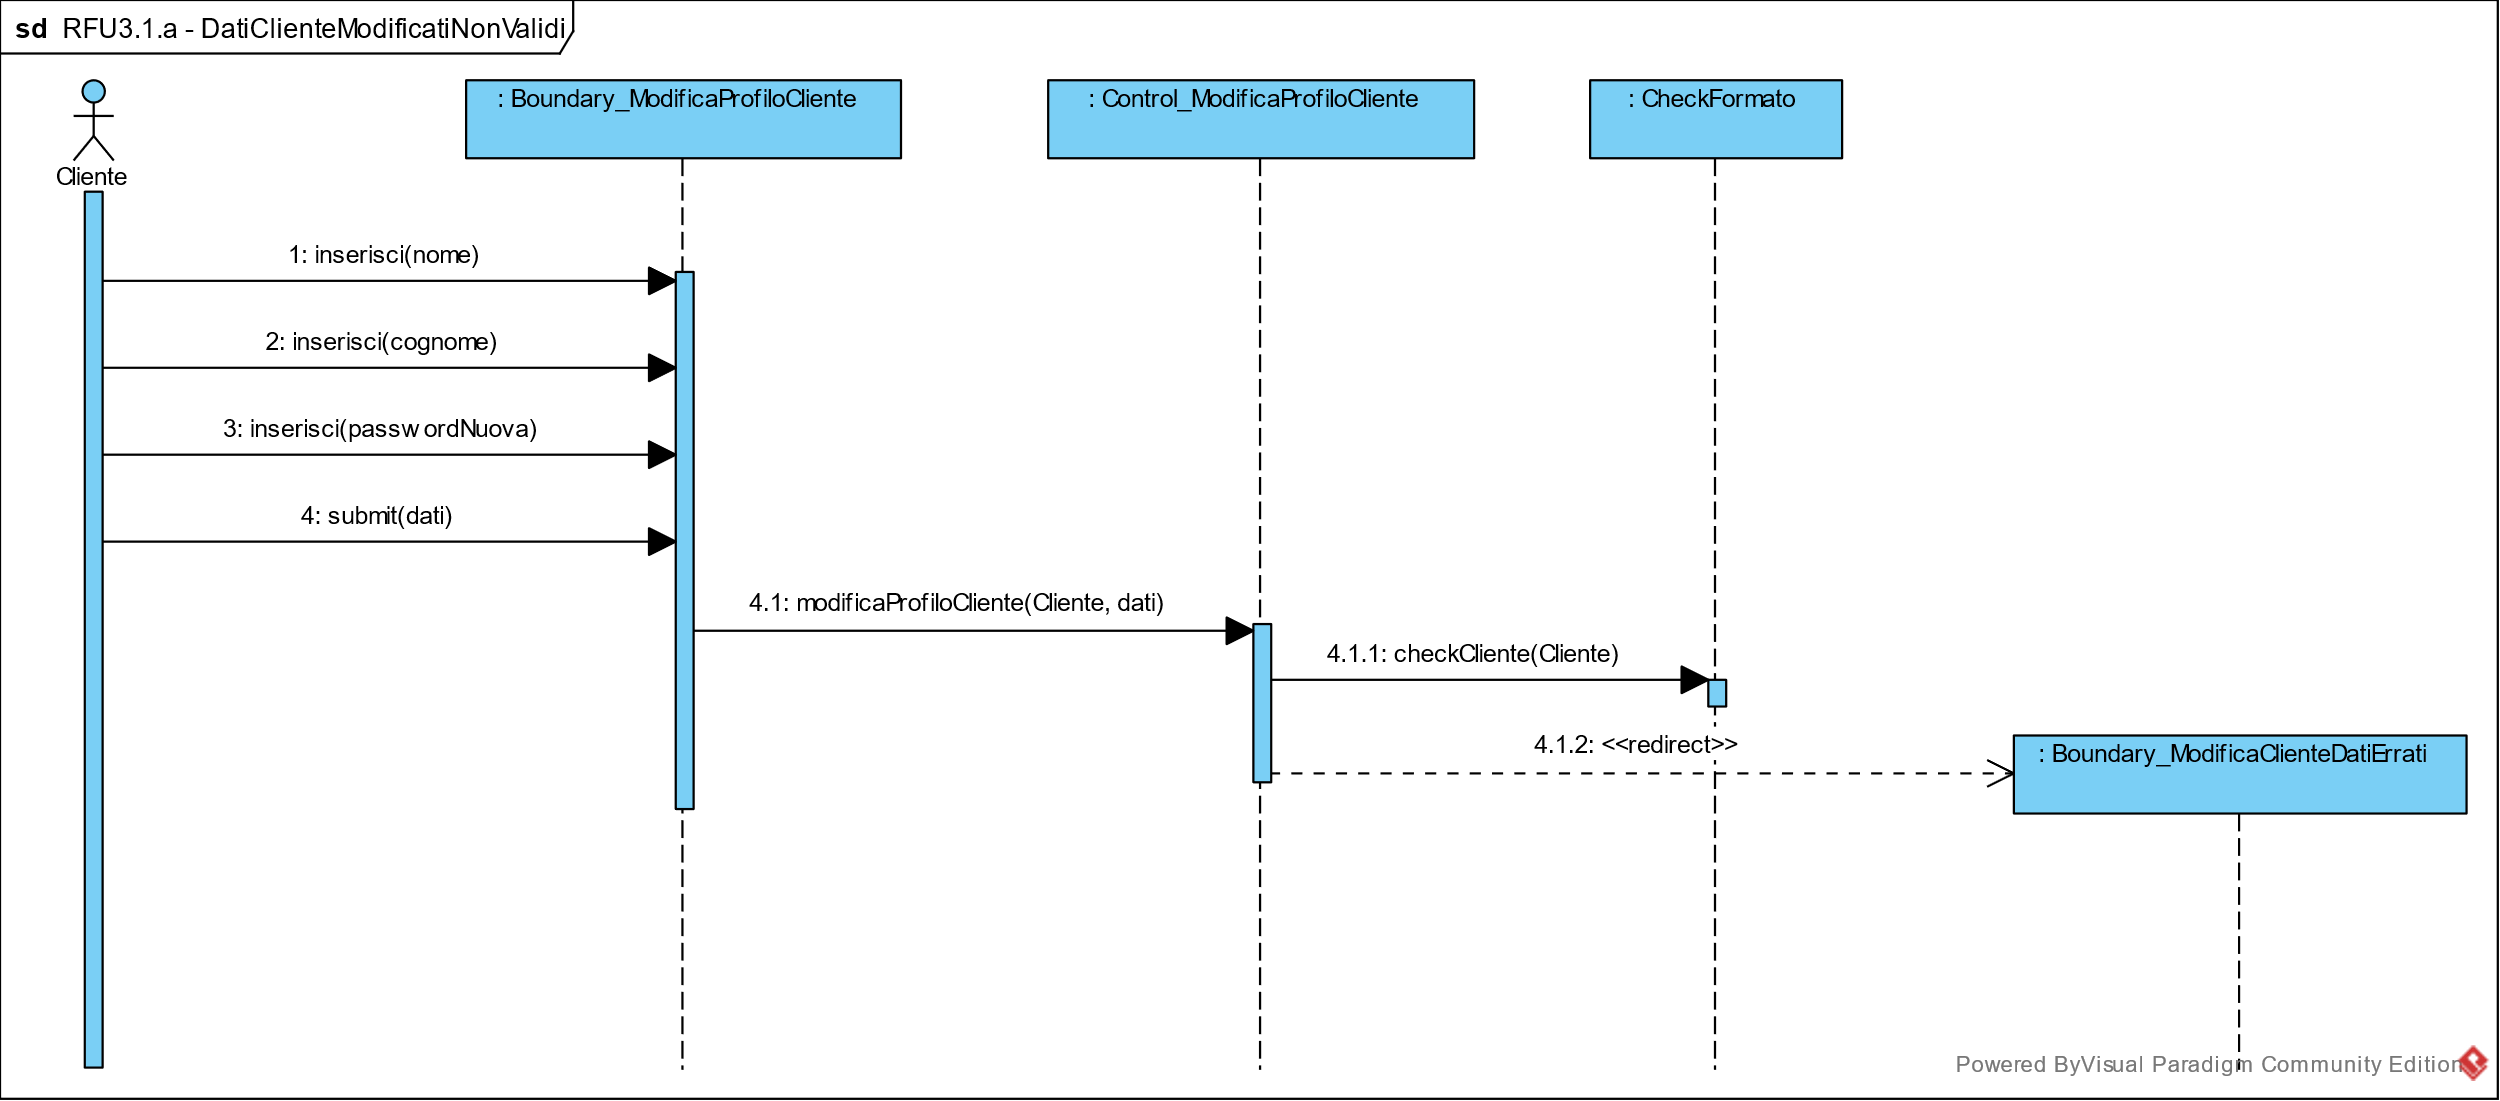 sd RFU3.1.a - DatiClienteModificatiNonValidi
: Boundary_ModificaProfiloCliente
: Control_ModificaProfiloCliente
: CheckFormato
Cliente
1: inserisci(nome)
2: inserisci(cognome)
3: inserisci(passwordNuova)
4: submit(dati)
4.1: modificaProfiloCliente(Cliente, dati)
4.1.1: checkCliente(Cliente)
4.1.2: <<redirect>>
: Boundary_ModificaClienteDatiErrati
Powered ByVisual Paradigm Community Edition